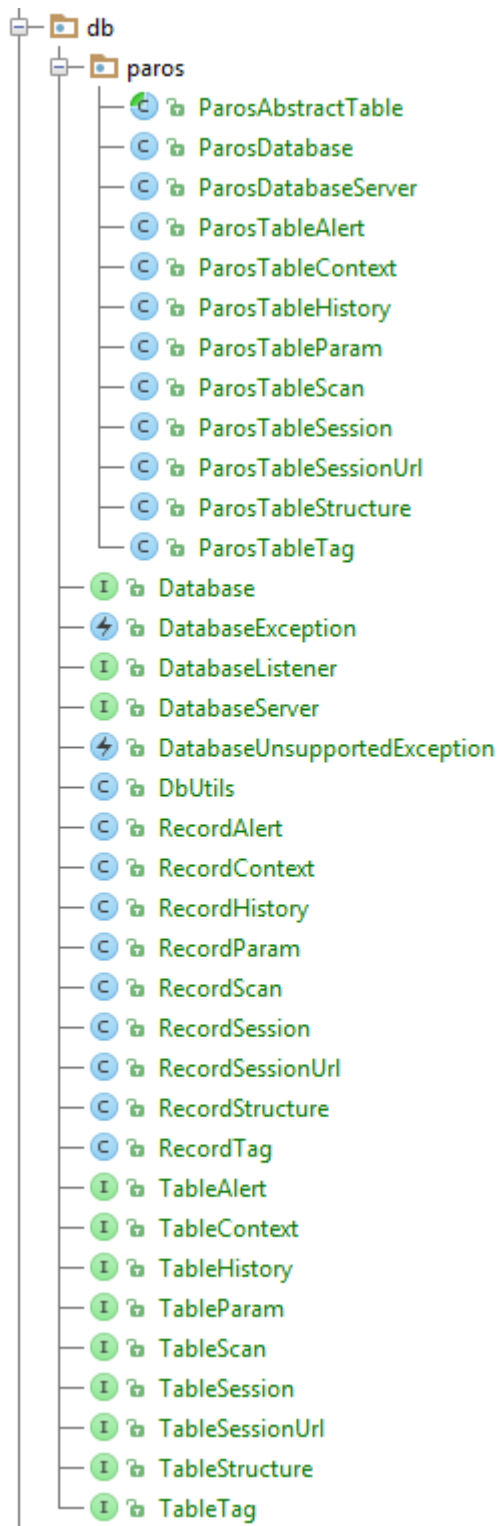 db
paros
C ParosAbstractTable
C ParosDatabase
C ParosDatabaseServer
C ParosTableAlert
C ParosTableContext
C ParosTableHistory
C ParosTableParam
C ParosTableScan
C ParosTableSession
C ParosTableSessionUrl
C ParosTableStructure
C ParosTableTag
I Database
DatabaseException
I DatabaseListener
I DatabaseServer
DatabaseUnsupportedException
C DbUtils
C RecordAlert
C RecordContext
C RecordHistory
C RecordParam
C RecordScan
C RecordSession
C RecordSessionUrl
C RecordStructure
C RecordTag
I TableAlert
I TableContext
I TableHistory
I TableParam
I TableScan
I TableSession
I TableSessionUrl
I TableStructure
I TableTag